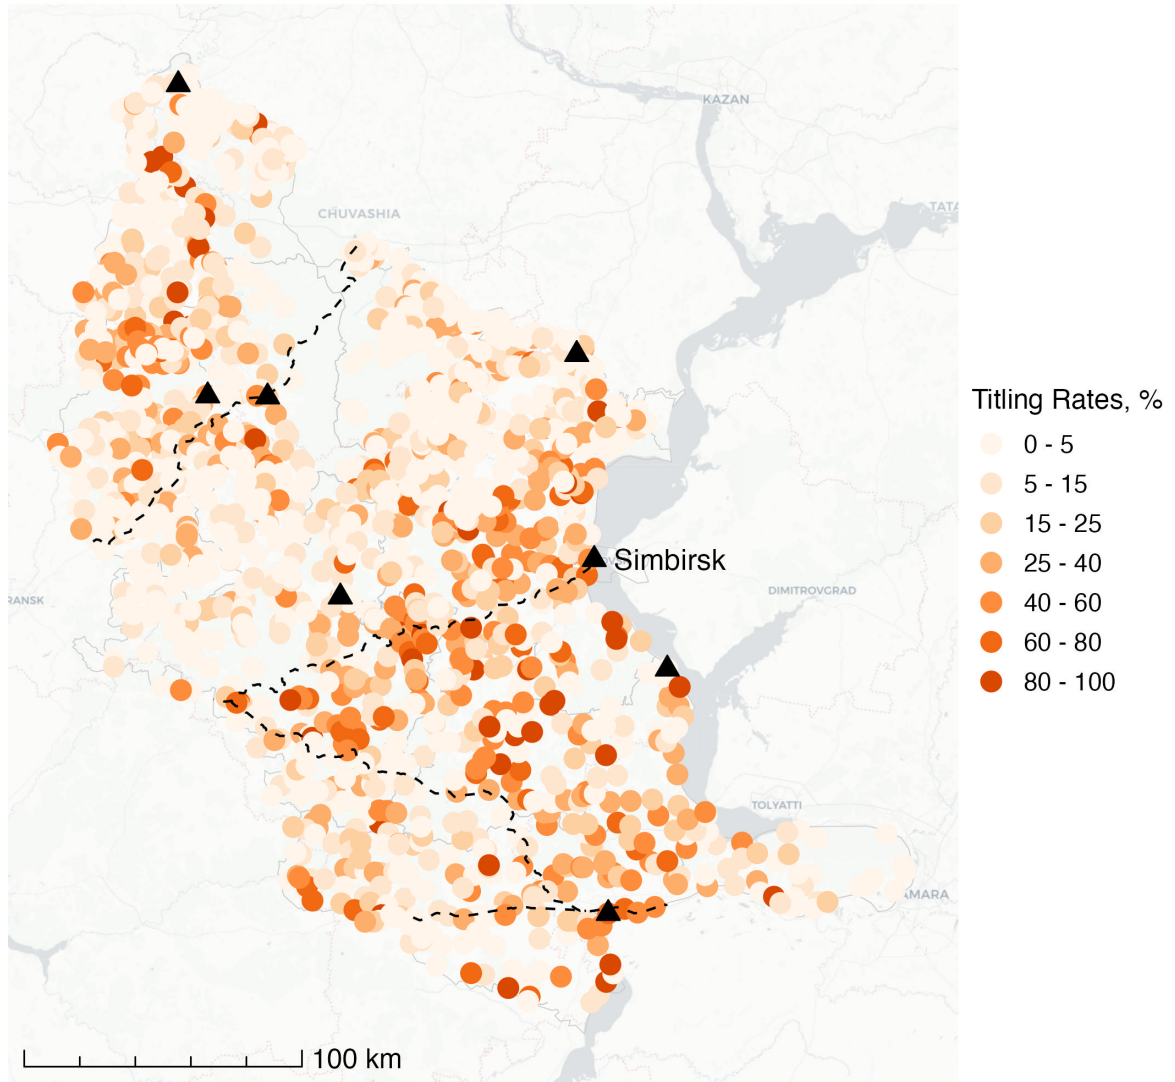 KAZAN
TATA
CHUVASHIA
Titling Rates, %
0 - 5
5 - 15
15 - 25
25 - 40
40 - 60
60 - 80
80 - 100
Simbirsk
RANSK
DIMITROVGRAD
TOLYATTI
AMARA
100 km